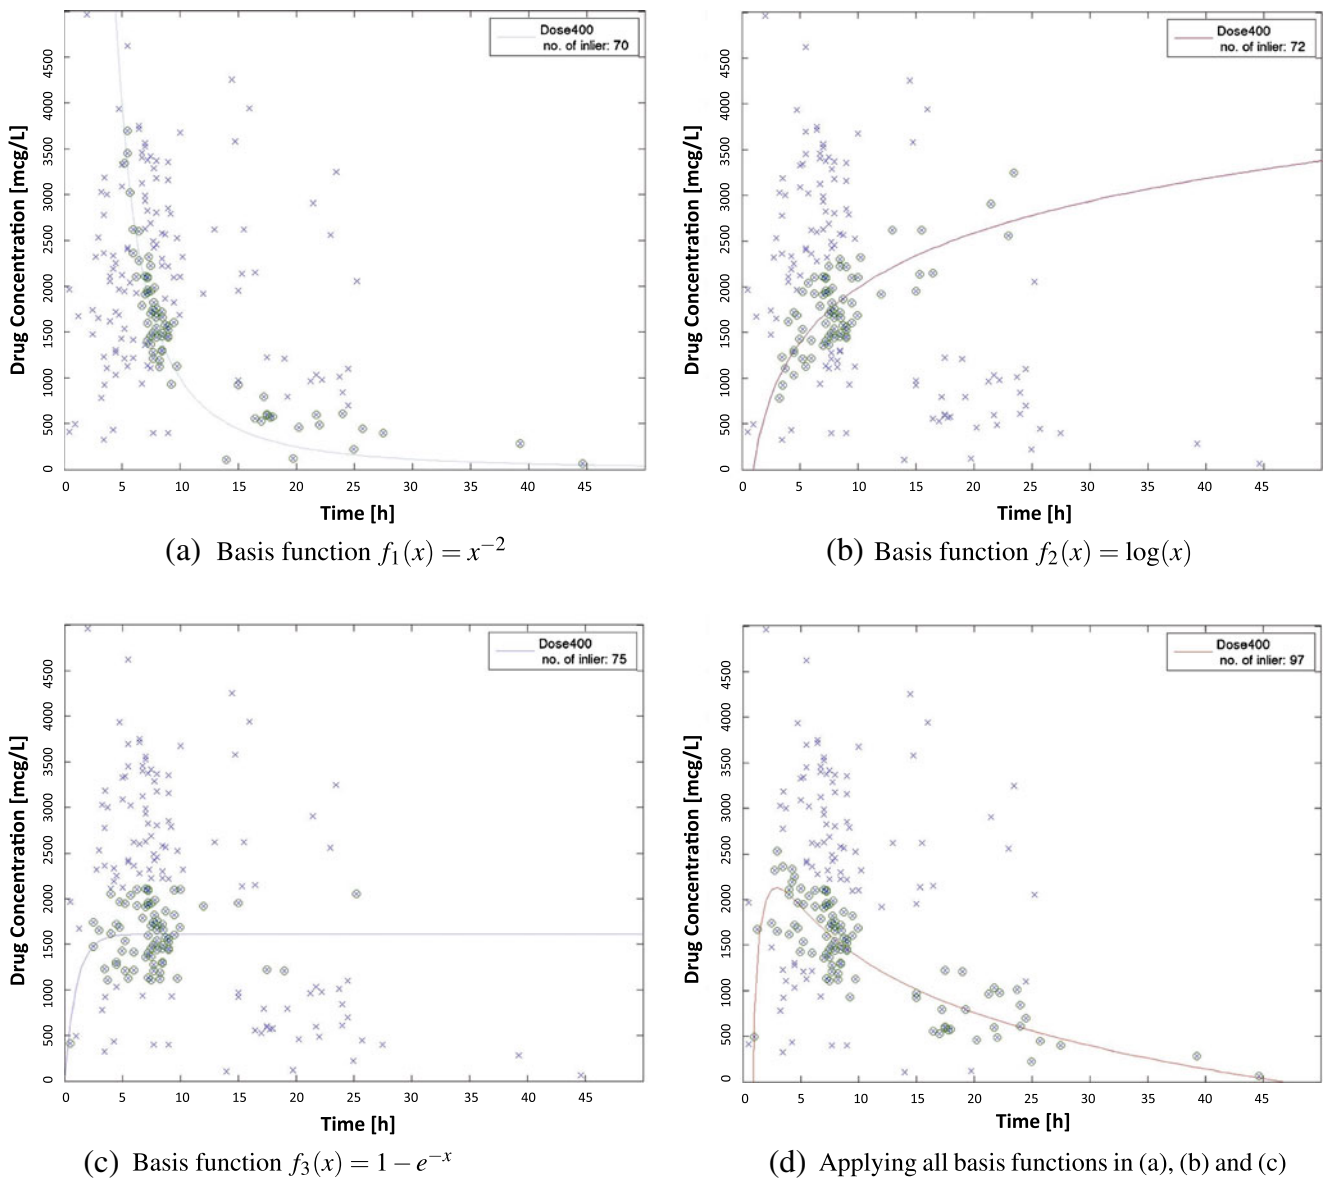 Drug Concentration [mcg/L]
4500
4000
3500
3000
2500
2000
1500
1000
500
0
Dose400
no. of inlier: 70
0 5 10 15 20 25 30 35 40 45
Time [h]
(a) Basis function f₁(x) = x⁻²
Drug Concentration [mcg/L]
4500
4000
3500
3000
2500
2000
1500
1000
500
0
Dose400
no. of inlier: 72
0 5 10 15 20 25 30 35 40 45
Time [h]
(b) Basis function f₂(x) = log(x)
Drug Concentration [mcg/L]
4500
4000
3500
3000
2500
2000
1500
1000
500
0
Dose400
no. of inlier: 75
0 5 10 15 20 25 30 35 40 45
Time [h]
(c) Basis function f₃(x) = 1 − e⁻ˣ
Drug Concentration [mcg/L]
4500
4000
3500
3000
2500
2000
1500
1000
500
0
Dose400
no. of inlier: 97
0 5 10 15 20 25 30 35 40 45
Time [h]
(d) Applying all basis functions in (a), (b) and (c)